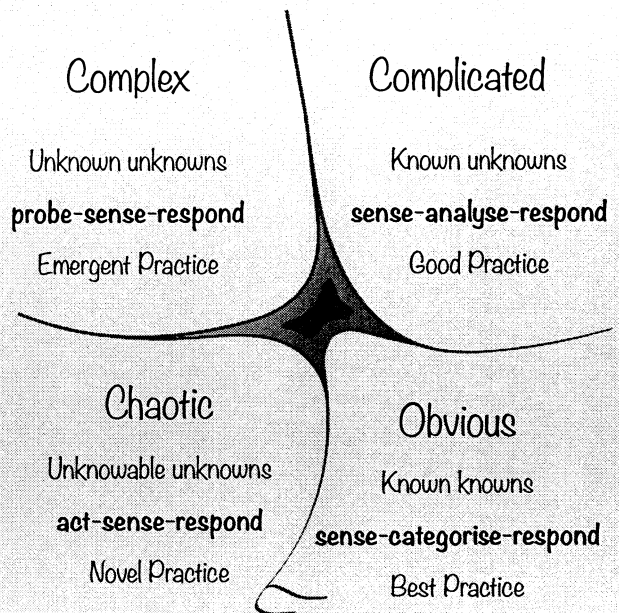 Complex
Unknown unknowns
probe-sense-respond
Emergent Practice
Complicated
Known unknowns
sense-analyse-respond
Good Practice
Chaotic
Unknowable unknowns
act-sense-respond
Novel Practice
Obvious
Known knowns
sense-categorise-respond
Best Practice